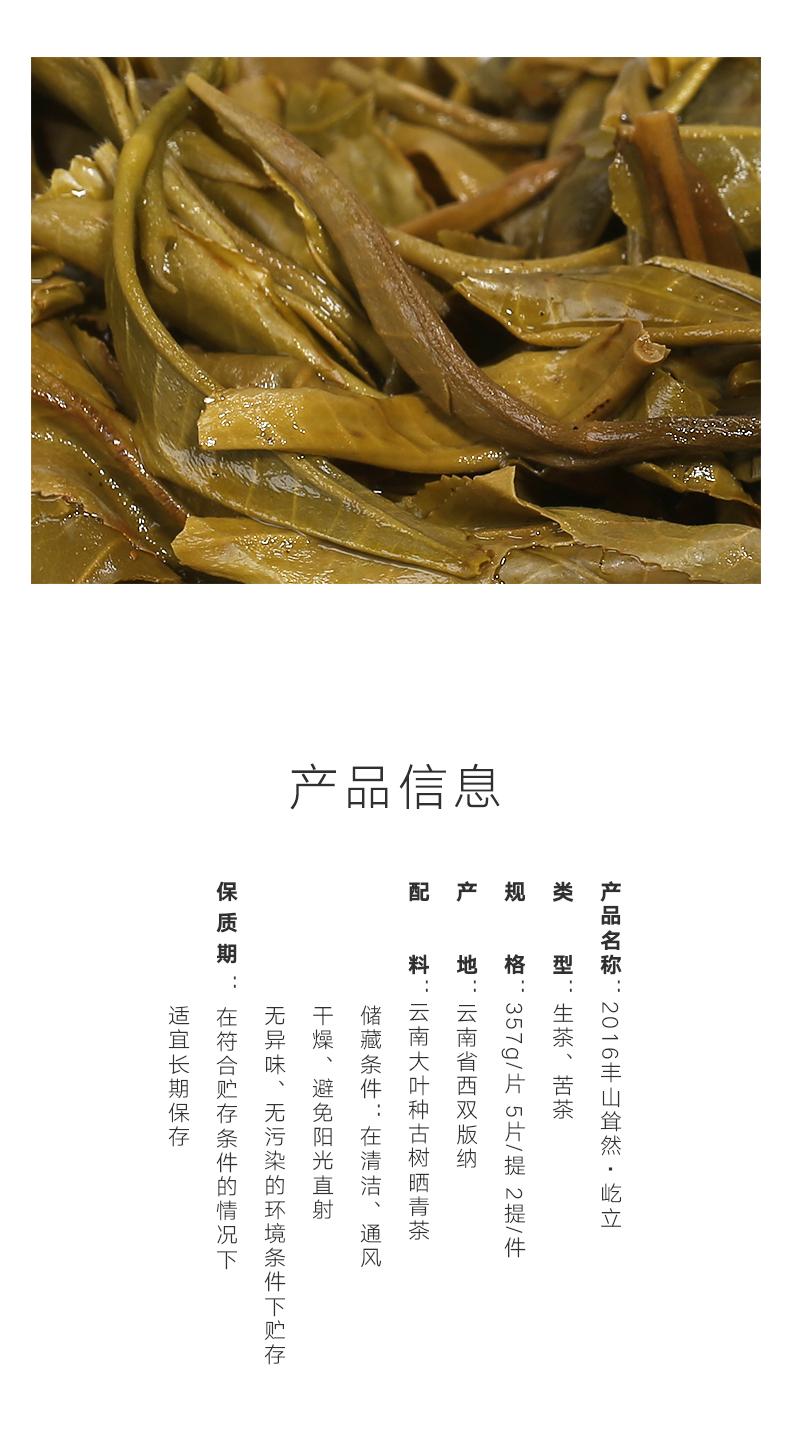 产品信息
产品名称：2016丰山耸然·屹立
类型：生茶、苦茶
规格：357g/片 5片/提 2提/件
产地：云南省西双版纳
配料：云南大叶种古树晒青茶
储藏条件：在清洁、通风
干燥、避免阳光直射
无异味、无污染的环境条件下贮存
保质期：在符合贮存条件的情况下
适宜长期保存